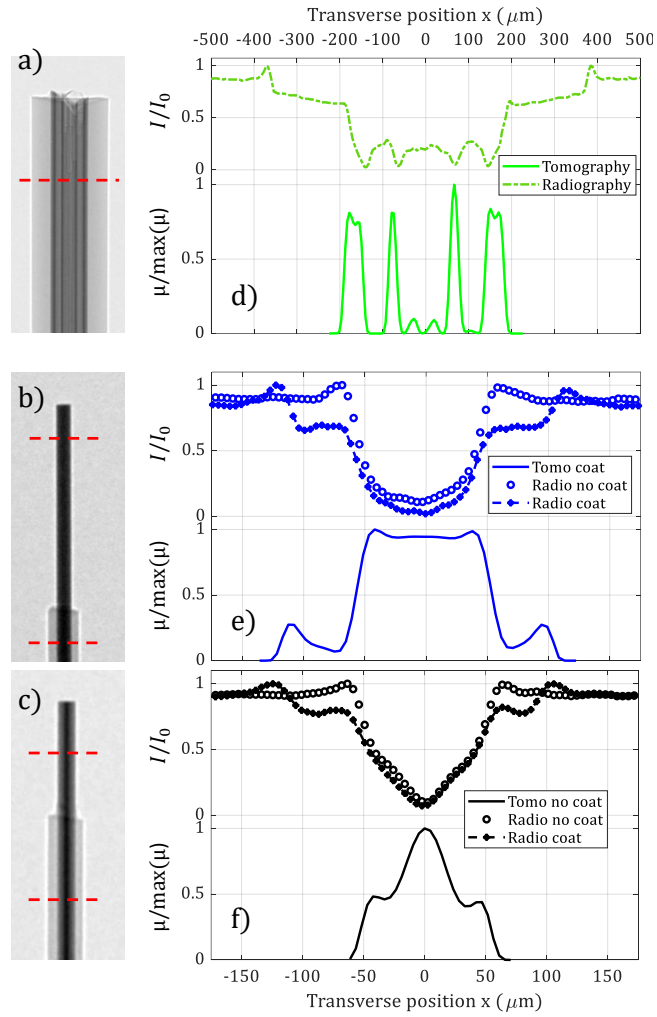 Transverse position x (μm)
-500 -400 -300 -200 -100 0 100 200 300 400 500
a)
1
0.5
0
I/I0
Tomography
Radiography
1
0.5
0
μ/max(μ)
d)
b)
1
0.5
0
I/I0
Tomo coat
Radio no coat
Radio coat
1
0.5
0
μ/max(μ)
e)
c)
1
0.5
0
I/I0
Tomo no coat
Radio no coat
Radio coat
1
0.5
0
μ/max(μ)
f)
-150 -100 -50 0 50 100 150
Transverse position x (μm)